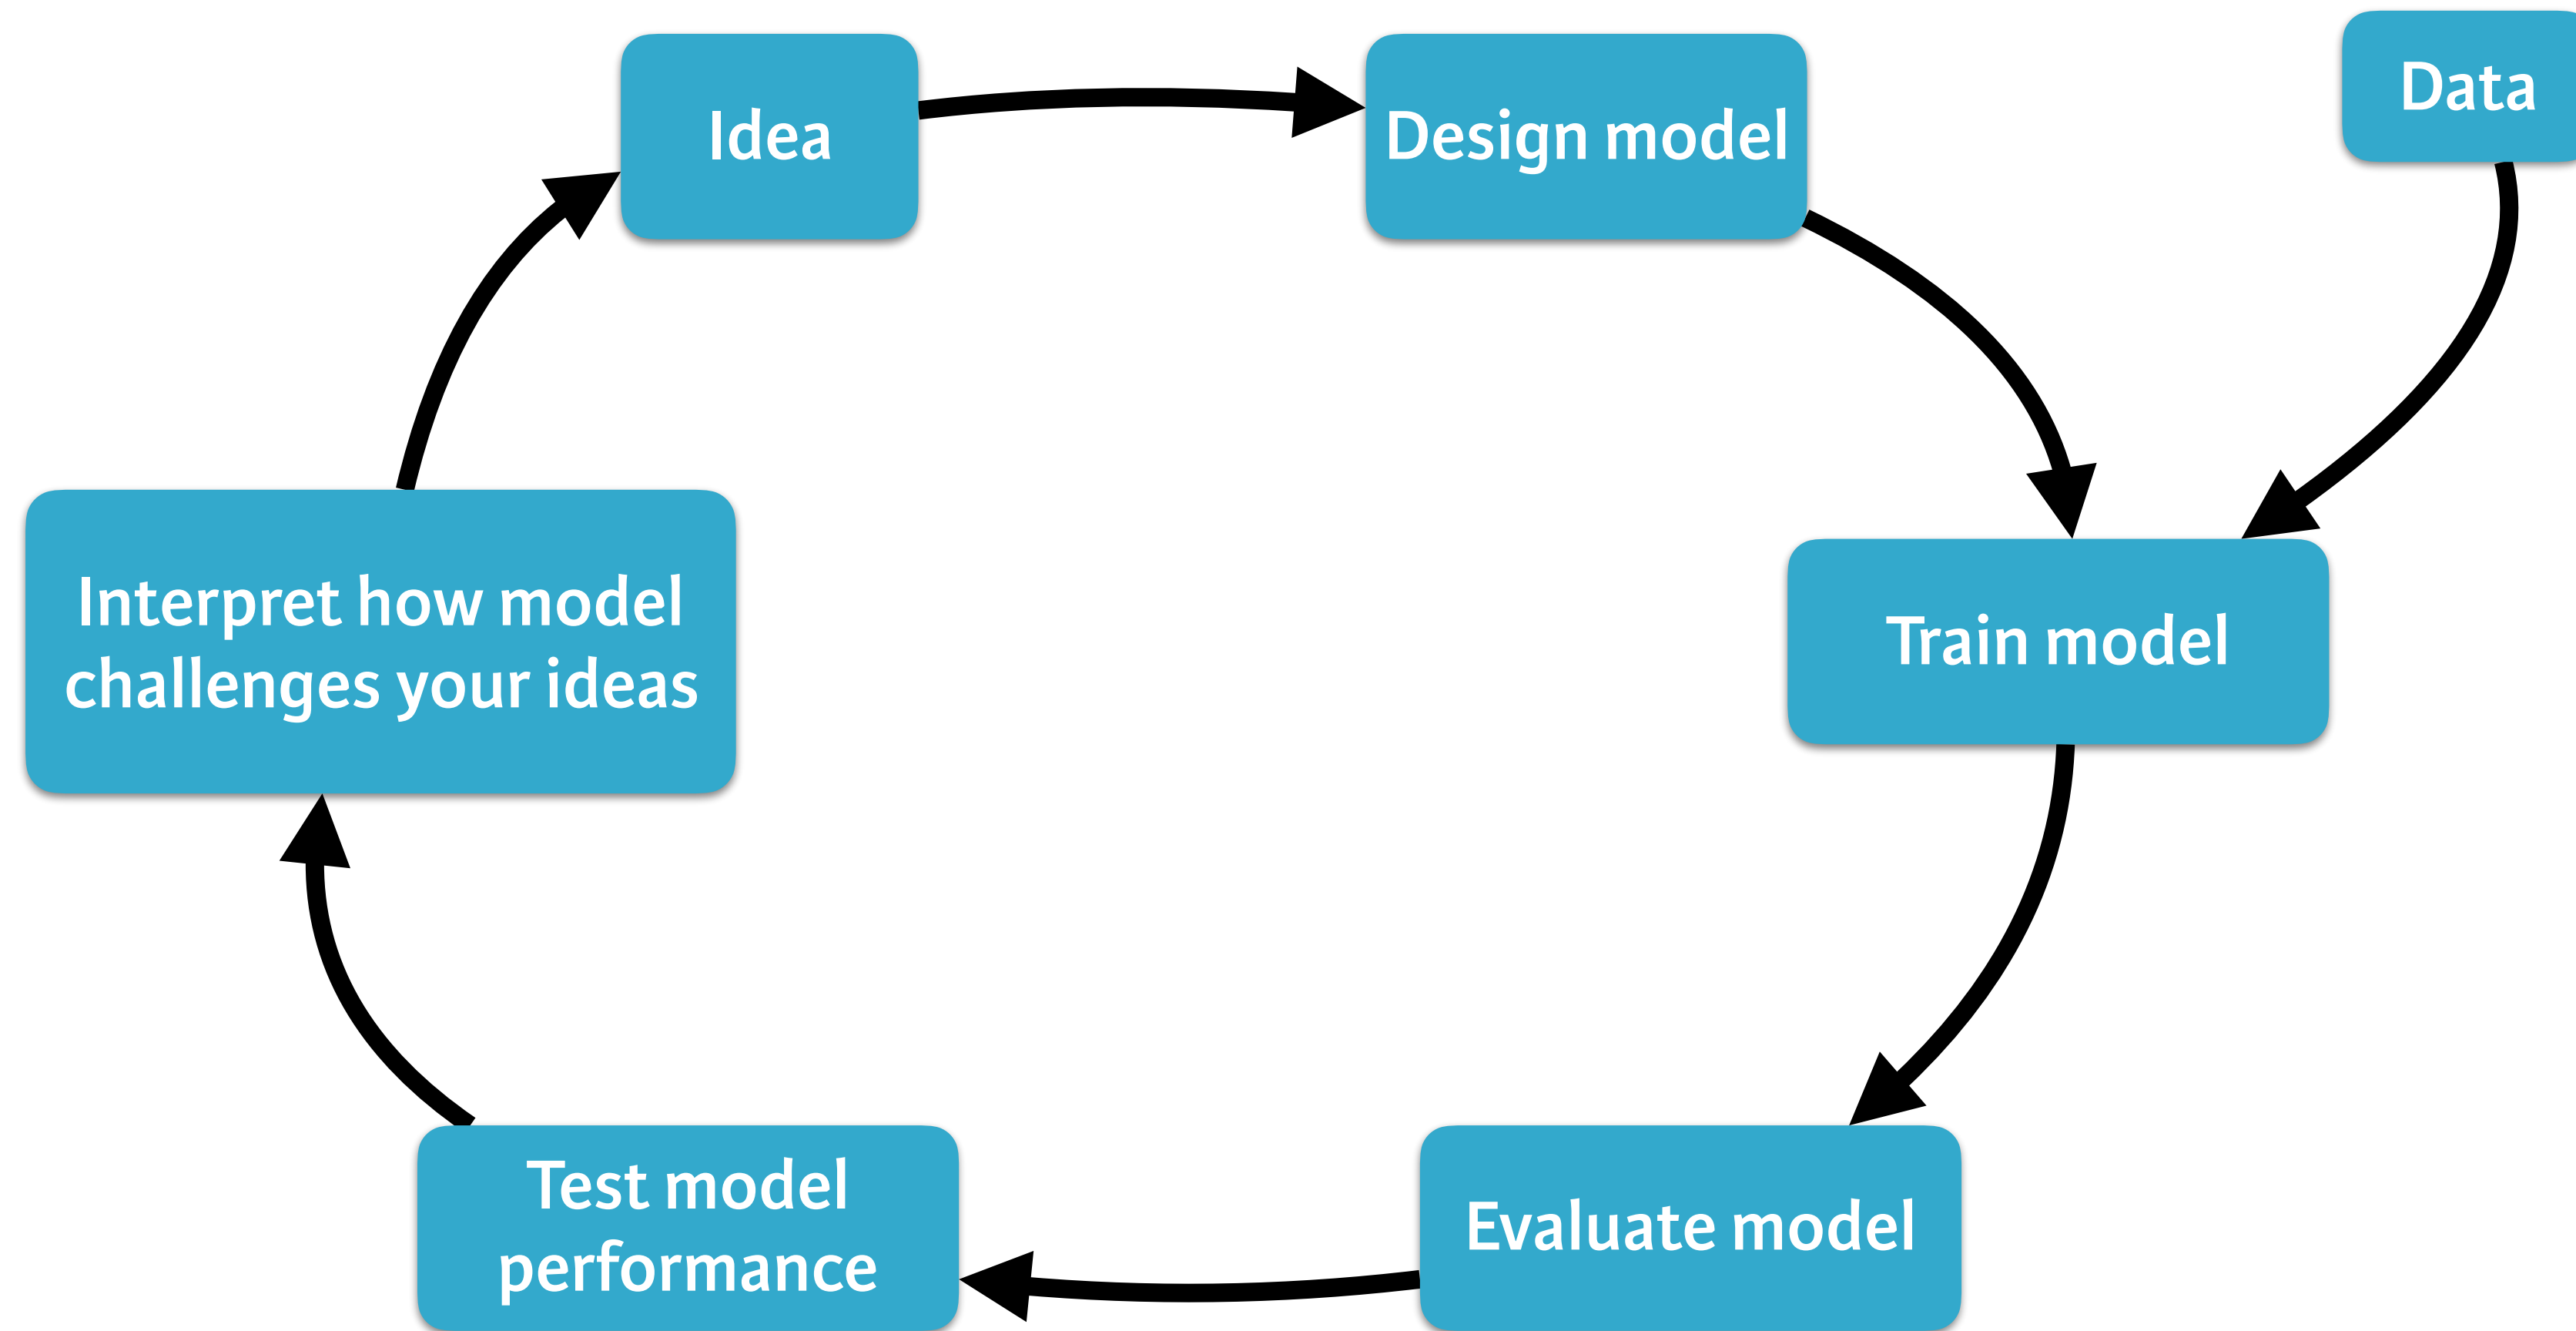 Idea
Design model
Data
Interpret how model
challenges your ideas
Train model
Test model
performance
Evaluate model